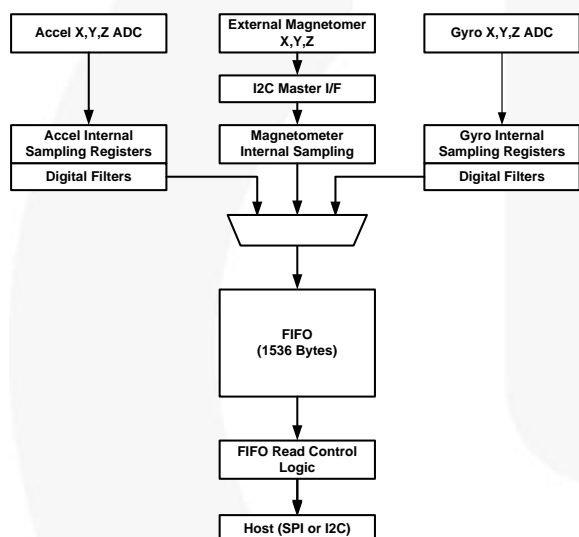 Accel X,Y,Z ADC
External Magnetomer
X,Y,Z
Gyro X,Y,Z ADC
I2C Master I/F
Accel Internal
Sampling Registers
Digital Filters
Magnetometer
Internal Sampling
Gyro Internal
Sampling Registers
Digital Filters
FIFO
(1536 Bytes)
FIFO Read Control
Logic
Host (SPI or I2C)